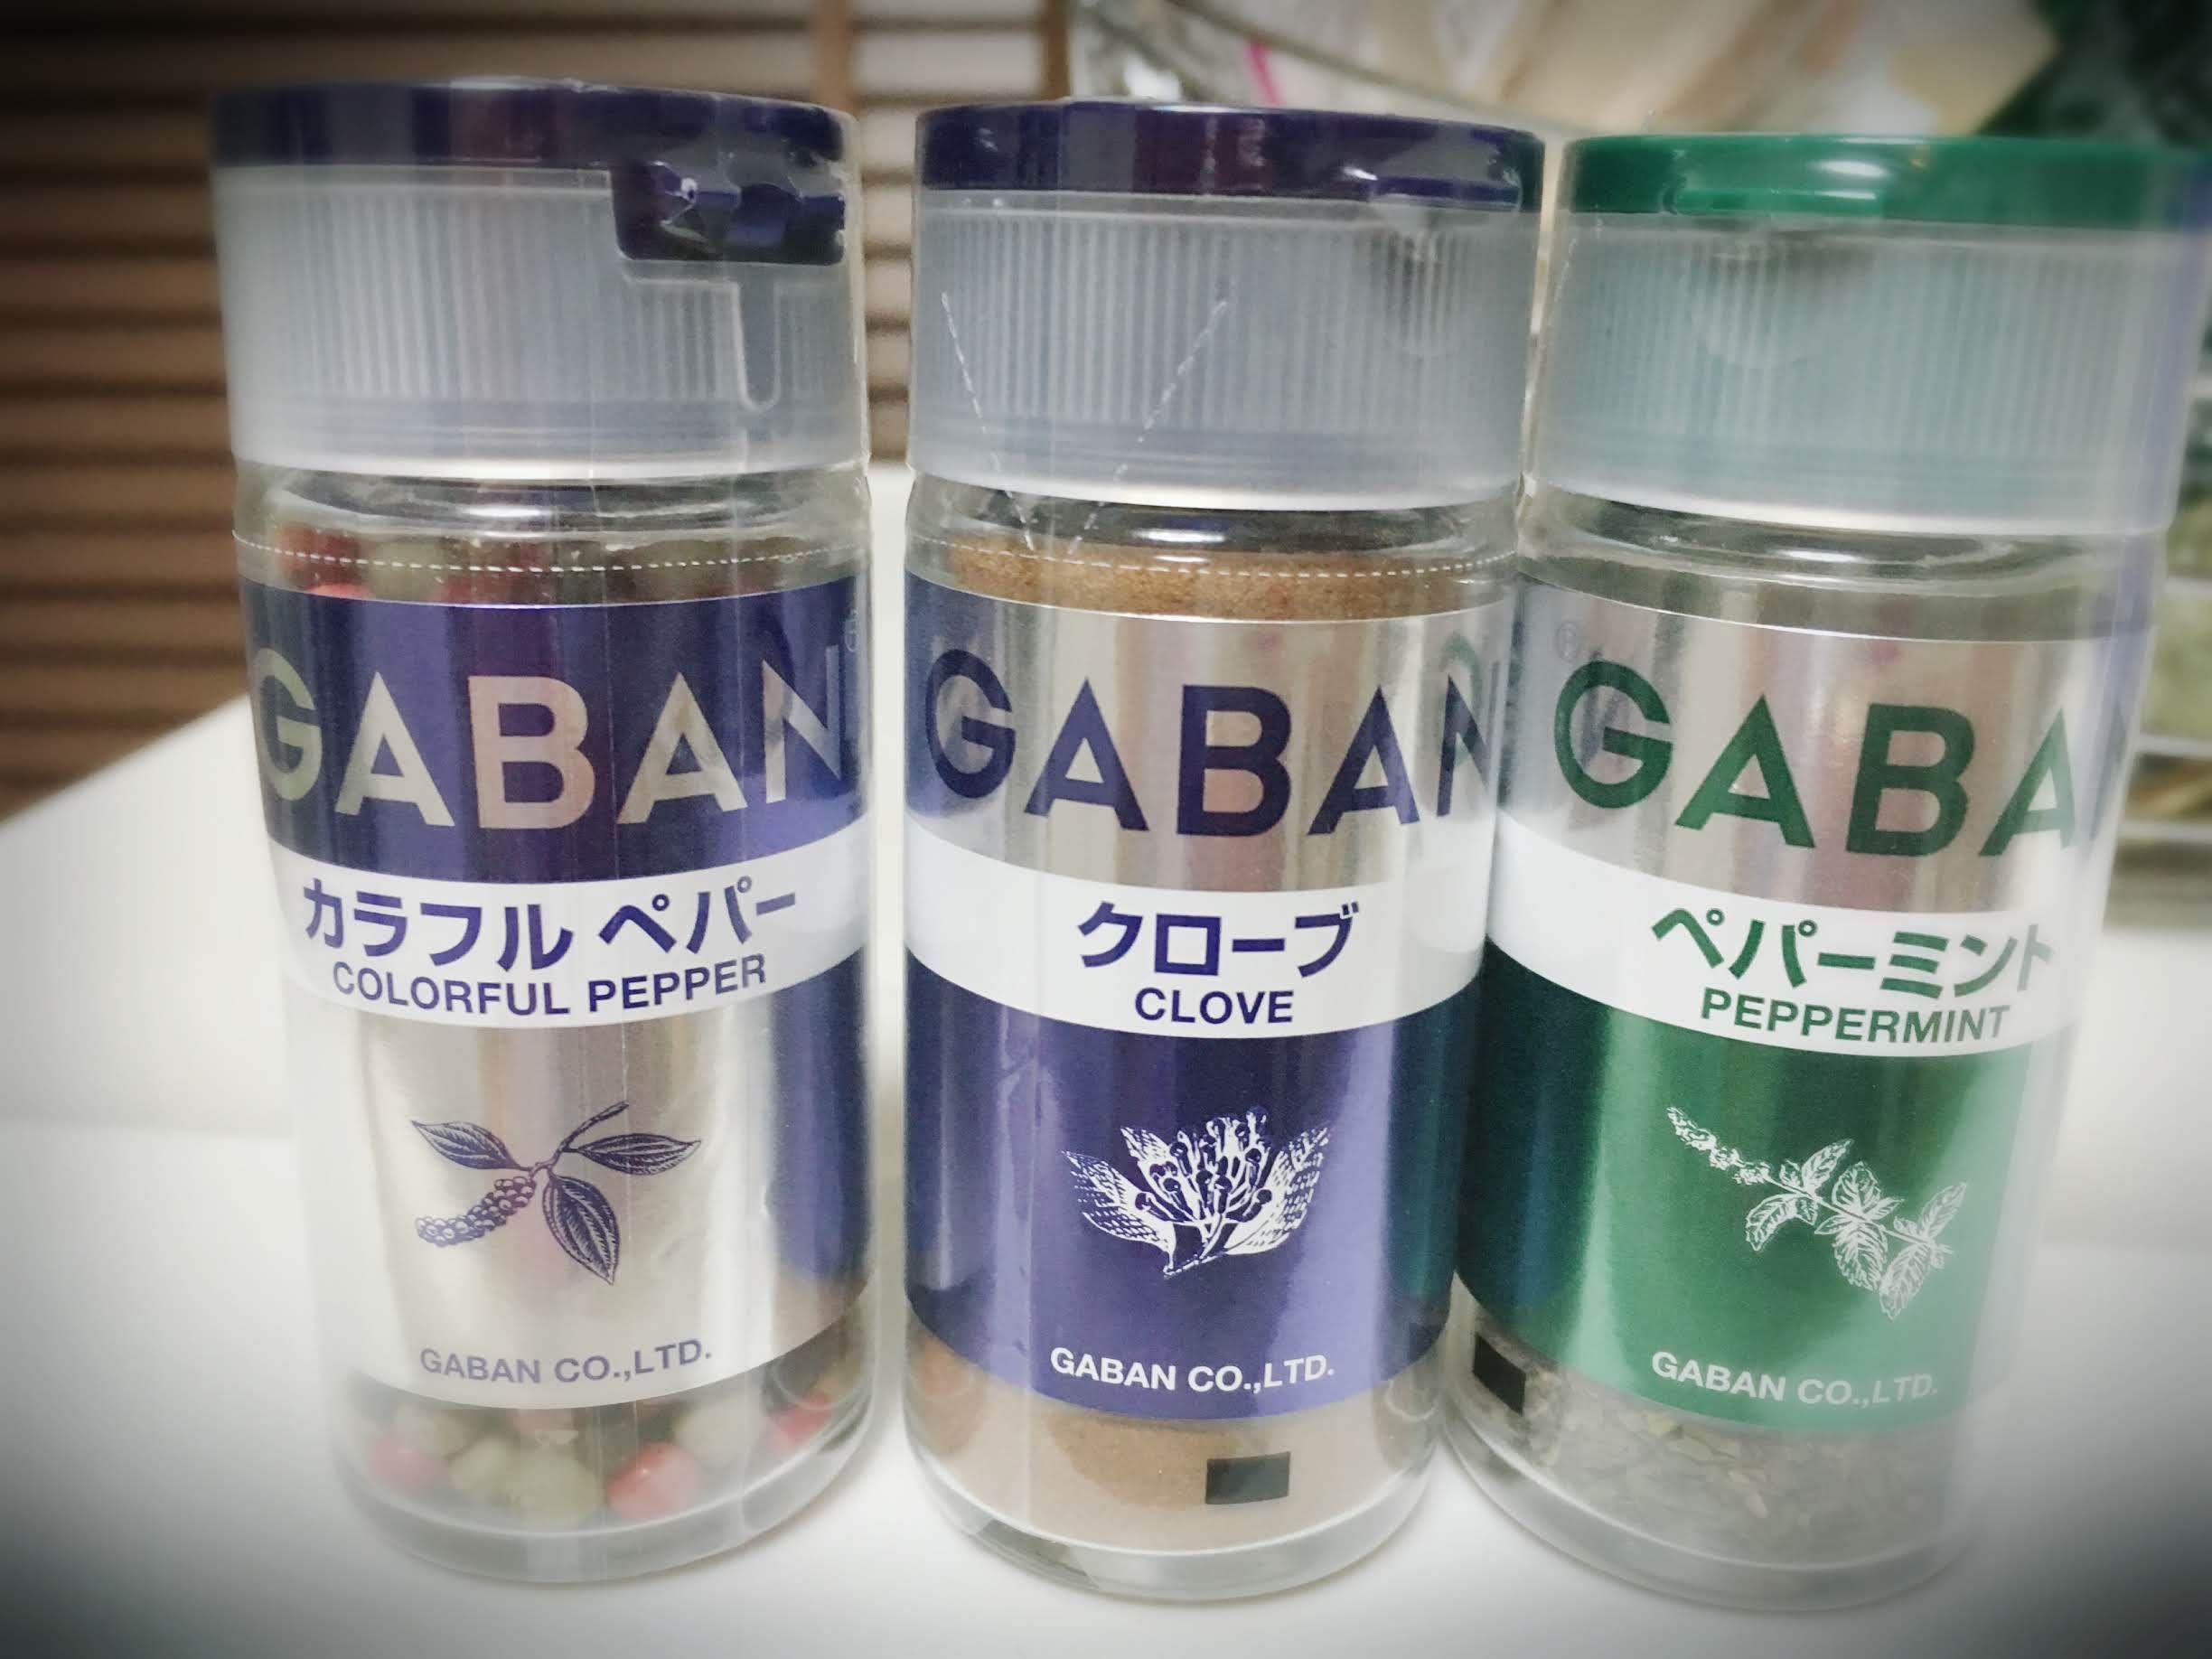 GABAN®
カラフル ペパー
COLORFUL PEPPER
GABAN CO.,LTD.
GABAN
クローブ
CLOVE
GABAN CO.,LTD.
® GABA
ペパーミント
PEPPERMINT
GABAN CO.,LTD.